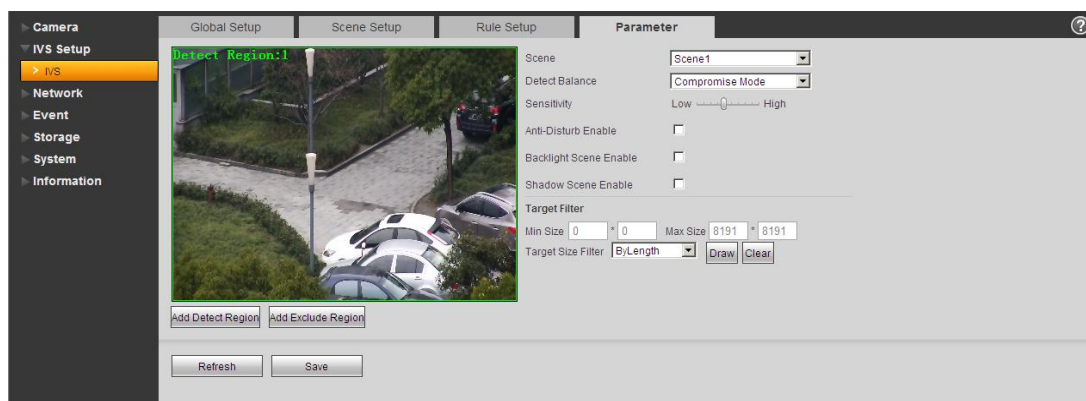 Camera
IVS Setup
> IVS
Network
Event
Storage
System
Information
Global Setup
Scene Setup
Rule Setup
Parameter
?
Detect Region:1
Scene
Scene1
Detect Balance
Compromise Mode
Sensitivity
Low
High
Anti-Disturb Enable
Backlight Scene Enable
Shadow Scene Enable
Target Filter
Min Size 0 * 0 Max Size 8191 * 8191
Target Size Filter ByLength Draw Clear
Add Detect Region Add Exclude Region
Refresh Save